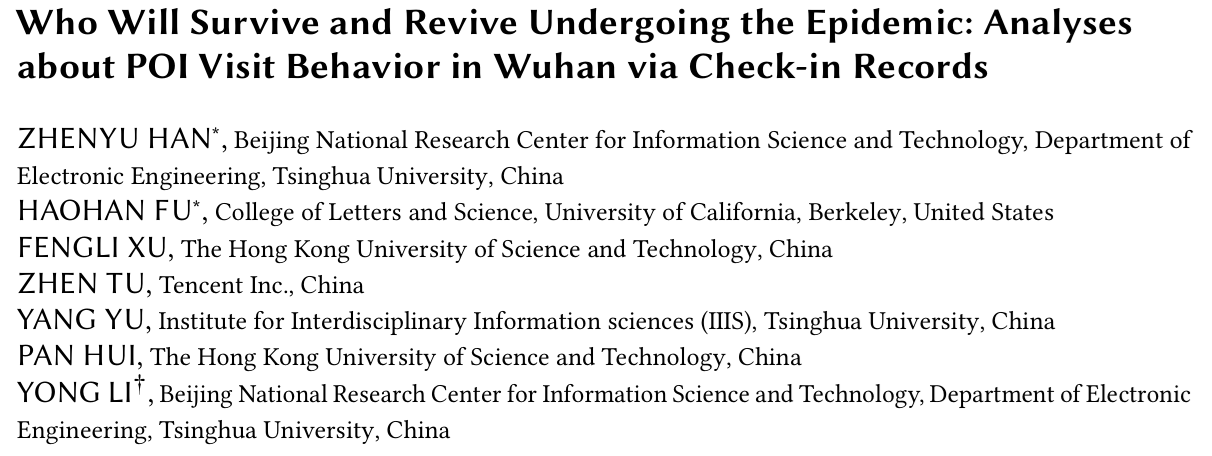 Who Will Survive and Revive Undergoing the Epidemic: Analyses
about POI Visit Behavior in Wuhan via Check-in Records
ZHENYU HAN*, Beijing National Research Center for Information Science and Technology, Department of
Electronic Engineering, Tsinghua University, China
HAOHAN FU*, College of Letters and Science, University of California, Berkeley, United States
FENGLI XU, The Hong Kong University of Science and Technology, China
ZHEN TU, Tencent Inc., China
YANG YU, Institute for Interdisciplinary Information sciences (IIIS), Tsinghua University, China
PAN HUI, The Hong Kong University of Science and Technology, China
YONG LI†, Beijing National Research Center for Information Science and Technology, Department of Electronic
Engineering, Tsinghua University, China